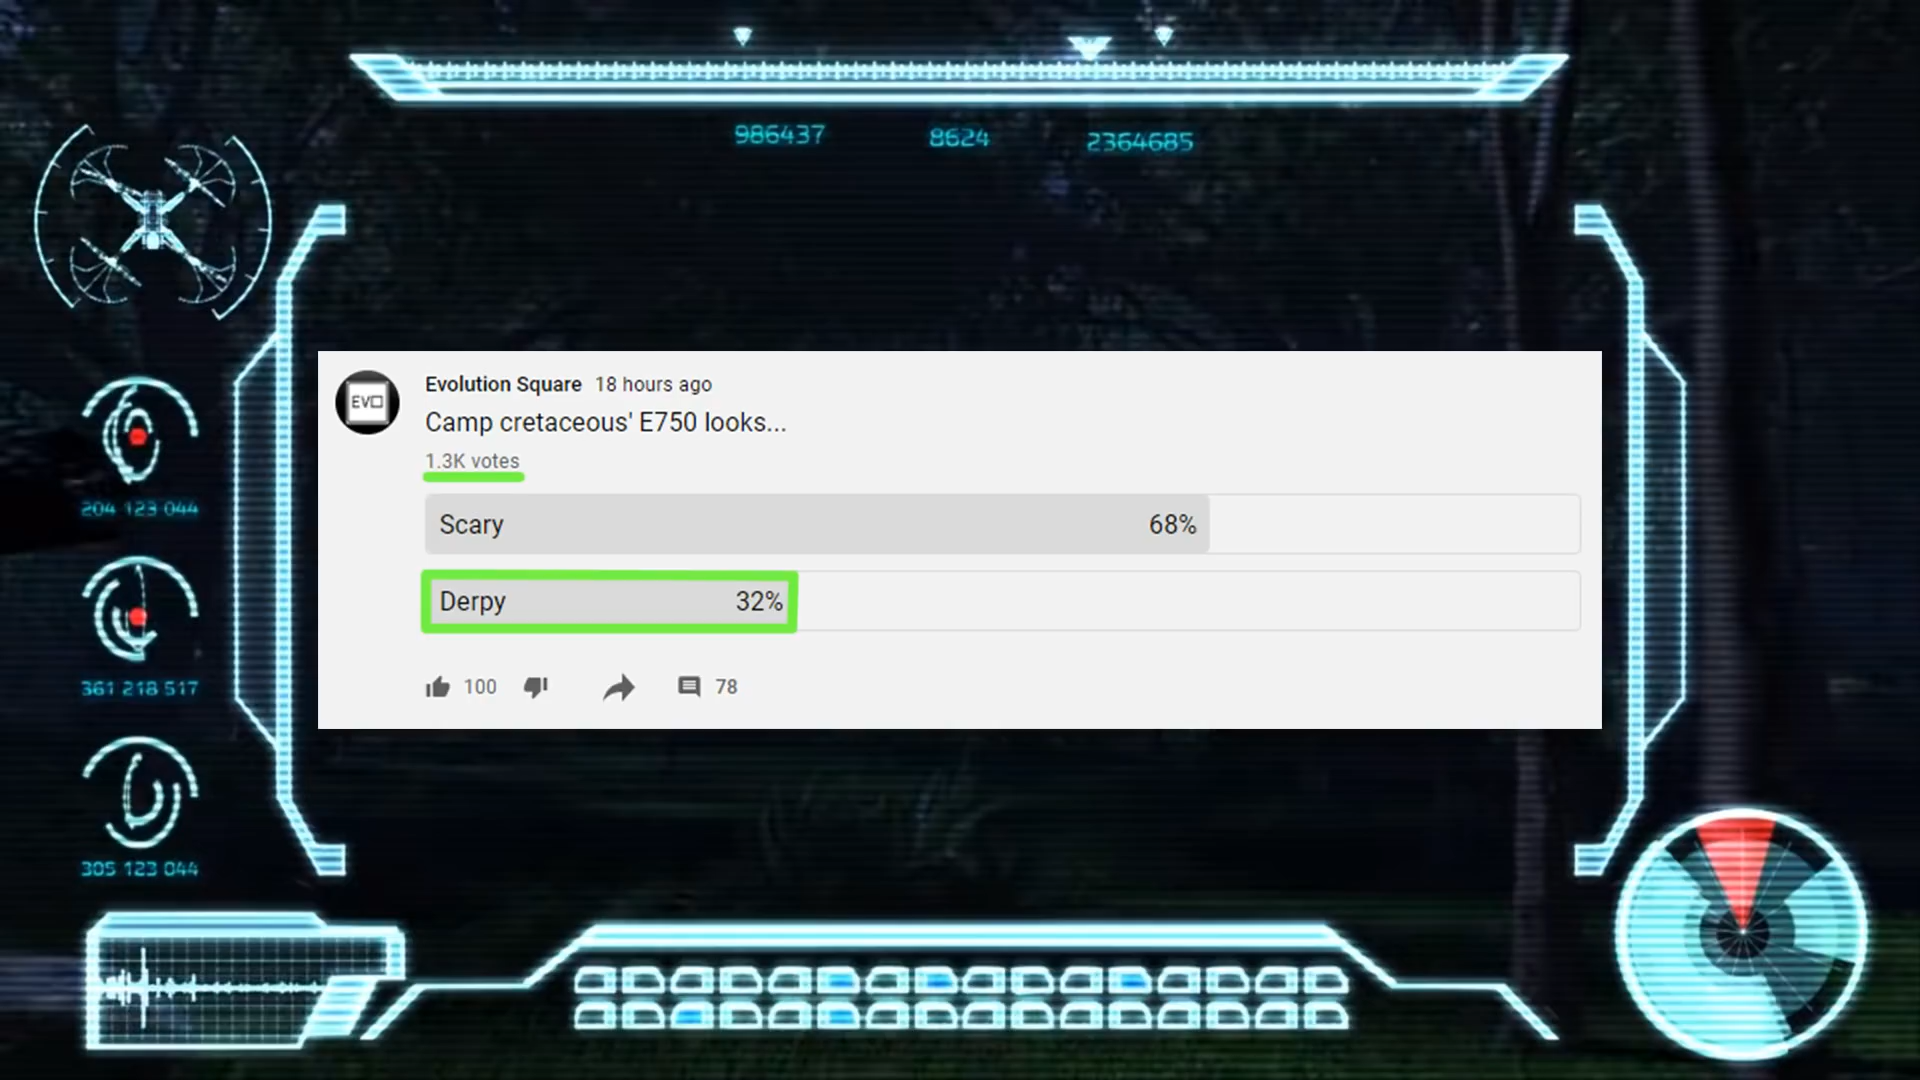 986437 8624 2364685
EVO
Evolution Square 18 hours ago
Camp cretaceous' E750 looks...
1.3K votes
Scary 68%
Derpy 32%
100 78
204 123 044
361 218 517
305 123 044